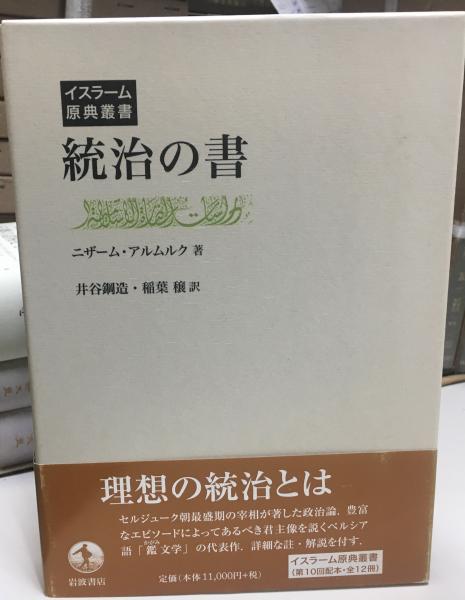 イスラーム
原典叢書
統治の書
ニザーム・アルムルク 著
井谷鋼造・稲葉 穣 訳
理想の統治とは
セルジューク朝最盛期の宰相が著した政治論．豊富
なエピソードによってあるべき君主像を説くペルシア
語「鑑文学」の代表作．詳細な註・解説を付す．
かがみ
岩波書店
定価（本体11,000円+税）
イスラーム原典叢書
（第10回配本・全12冊）